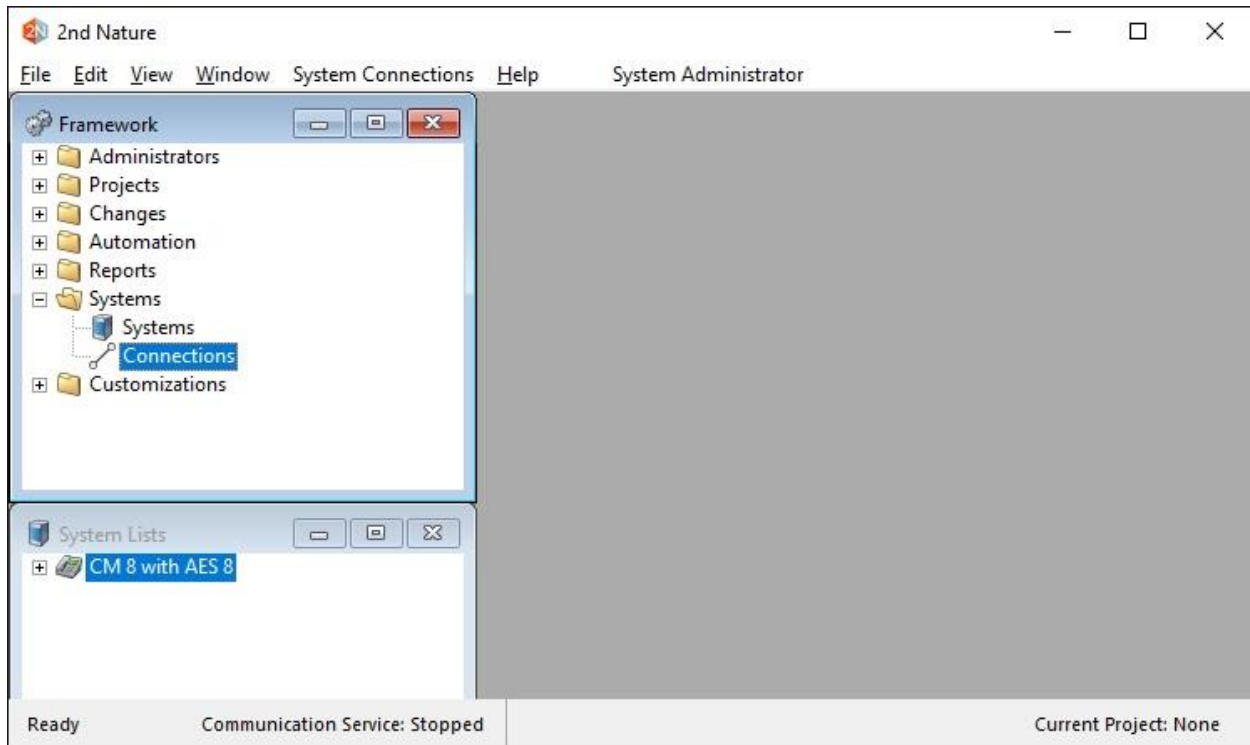 2nd Nature
File Edit View Window System Connections Help System Administrator
Framework
Administrators
Projects
Changes
Automation
Reports
Systems
Systems
Connections
Customizations
System Lists
CM 8 with AES 8
Ready Communication Service: Stopped Current Project: None